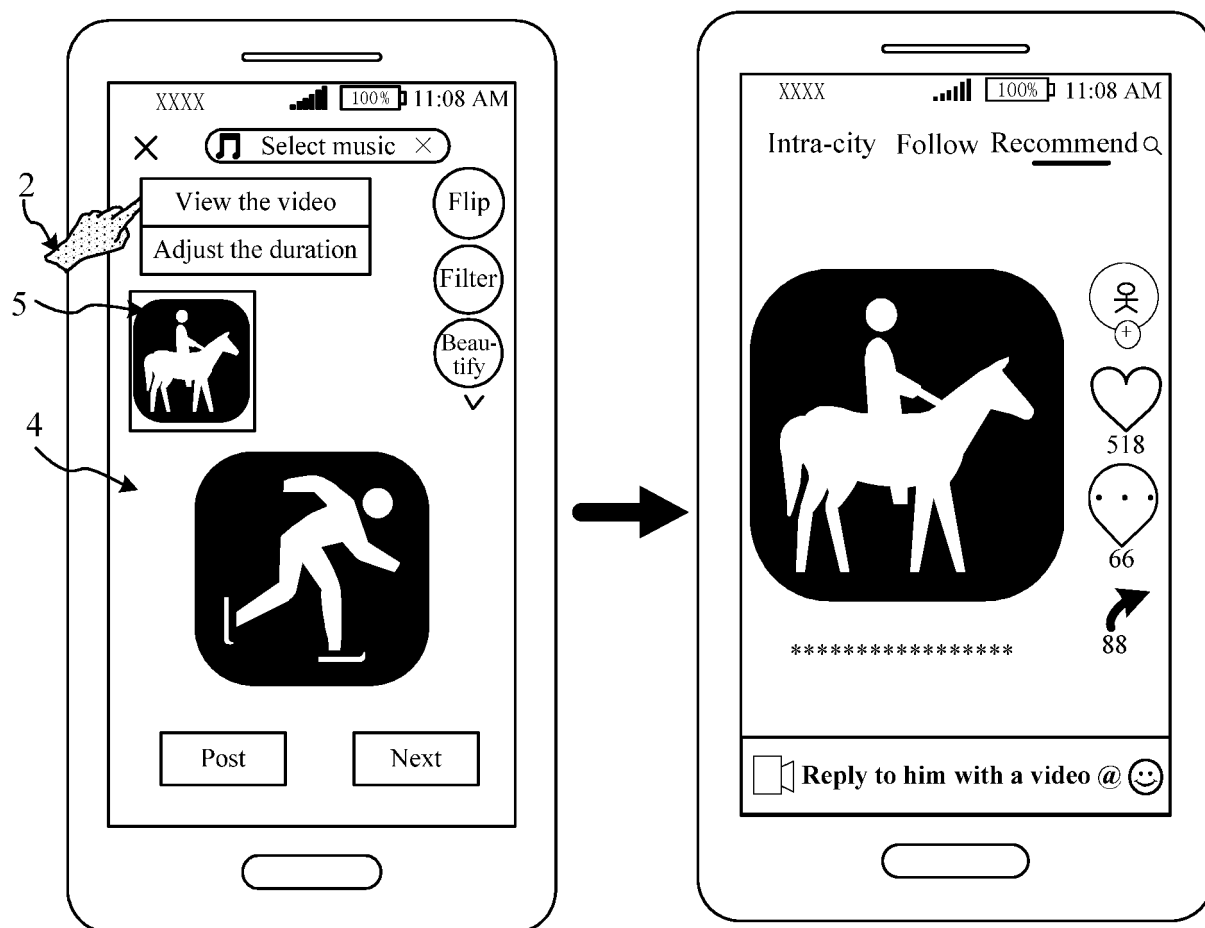 XXXX 100% 11:08 AM
Select music
View the video
Adjust the duration
Flip
Filter
Beau-
tify
2
5
4
Post Next
XXXX 100% 11:08 AM
Intra-city Follow Recommend
518
66
88
*****************
Reply to him with a video @